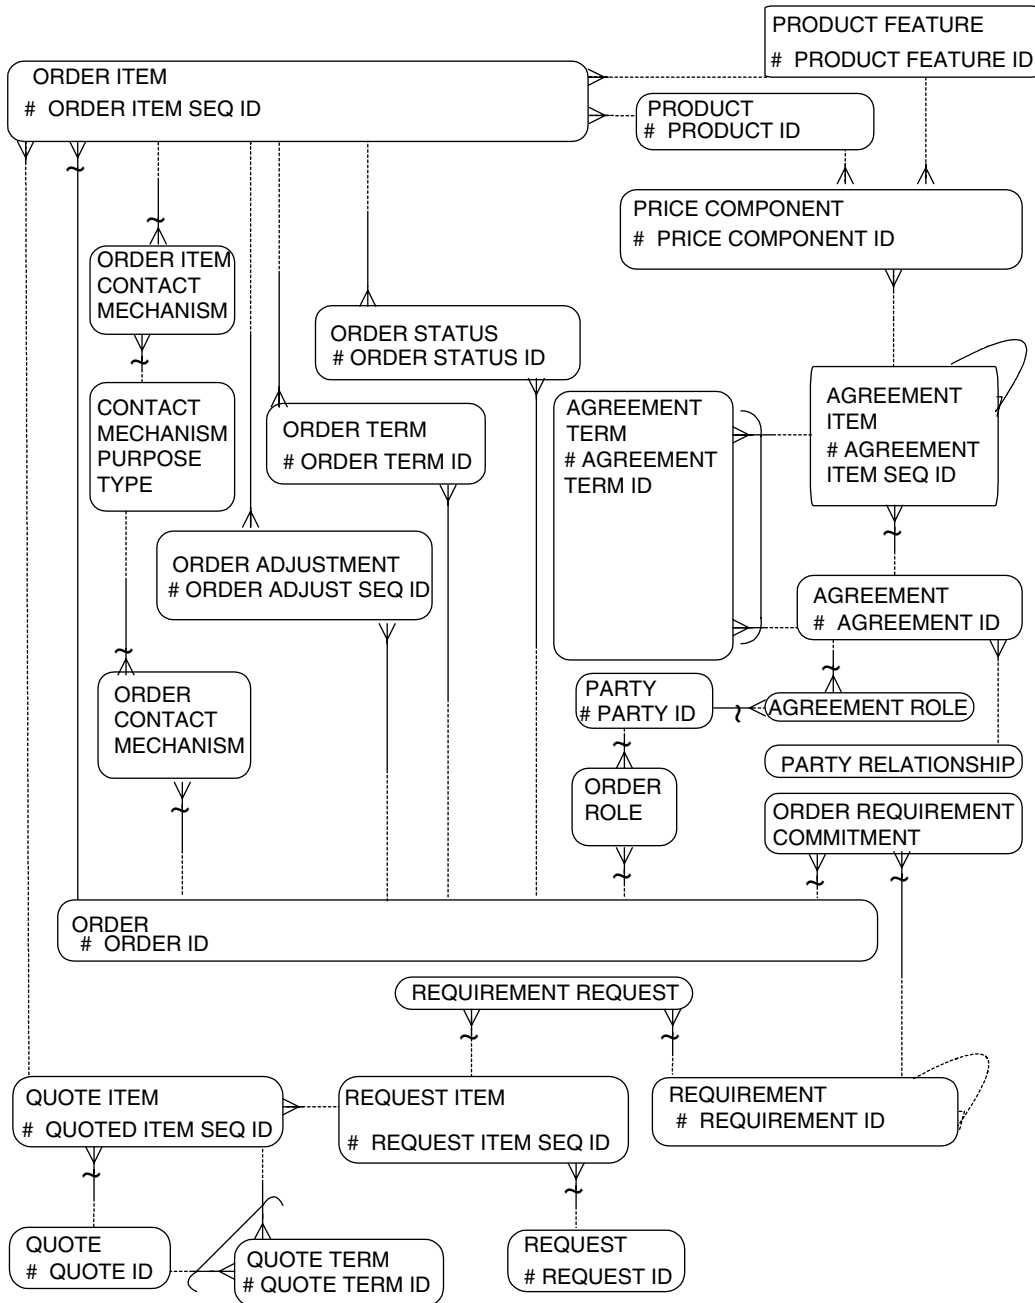 PRODUCT FEATURE
# PRODUCT FEATURE ID
ORDER ITEM
# ORDER ITEM SEQ ID
PRODUCT
# PRODUCT ID
PRICE COMPONENT
# PRICE COMPONENT ID
ORDER ITEM
CONTACT
MECHANISM
ORDER STATUS
# ORDER STATUS ID
CONTACT
MECHANISM
PURPOSE
TYPE
ORDER TERM
# ORDER TERM ID
AGREEMENT
TERM
# AGREEMENT
TERM ID
AGREEMENT
ITEM
# AGREEMENT
ITEM SEQ ID
ORDER ADJUSTMENT
# ORDER ADJUST SEQ ID
AGREEMENT
# AGREEMENT ID
ORDER
CONTACT
MECHANISM
PARTY
# PARTY ID
AGREEMENT ROLE
PARTY RELATIONSHIP
ORDER
ROLE
ORDER REQUIREMENT
COMMITMENT
ORDER
# ORDER ID
REQUIREMENT REQUEST
QUOTE ITEM
# QUOTED ITEM SEQ ID
REQUEST ITEM
# REQUEST ITEM SEQ ID
REQUIREMENT
# REQUIREMENT ID
QUOTE
# QUOTE ID
QUOTE TERM
# QUOTE TERM ID
REQUEST
# REQUEST ID